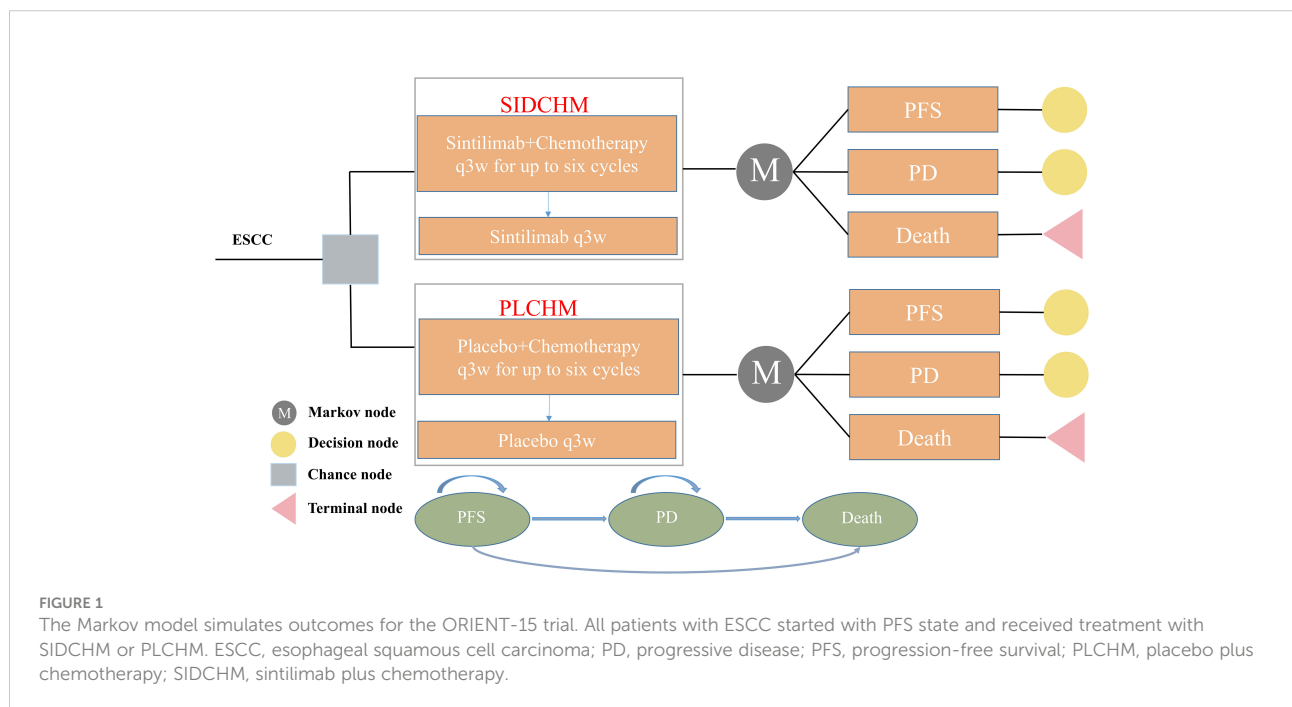 SIDCHM
Sintilimab+Chemotherapy
q3w for up to six cycles
Sintilimab q3w
ESCC
M
PFS
PD
Death
PLCHM
Placebo+Chemotherapy
q3w for up to six cycles
Placebo q3w
M
PFS
PD
Death
M Markov node
Decision node
Chance node
Terminal node
PFS
PD
Death
FIGURE 1
The Markov model simulates outcomes for the ORIENT-15 trial. All patients with ESCC started with PFS state and received treatment with
SIDCHM or PLCHM. ESCC, esophageal squamous cell carcinoma; PD, progressive disease; PFS, progression-free survival; PLCHM, placebo plus
chemotherapy; SIDCHM, sintilimab plus chemotherapy.